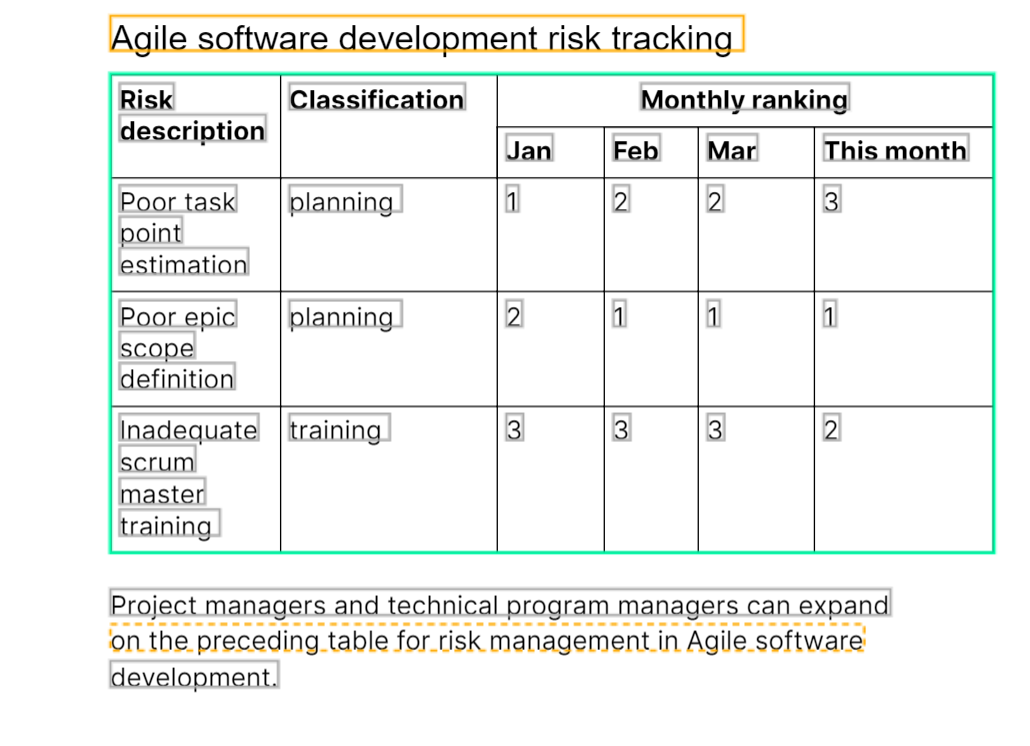 Agile software development risk tracking
Risk description Classification Monthly ranking
Jan Feb Mar This month
Poor task point estimation planning 1 2 2 3
Poor epic scope definition planning 2 1 1 1
Inadequate scrum master training training 3 3 3 2
Project managers and technical program managers can expand
on the preceding table for risk management in Agile software
development.